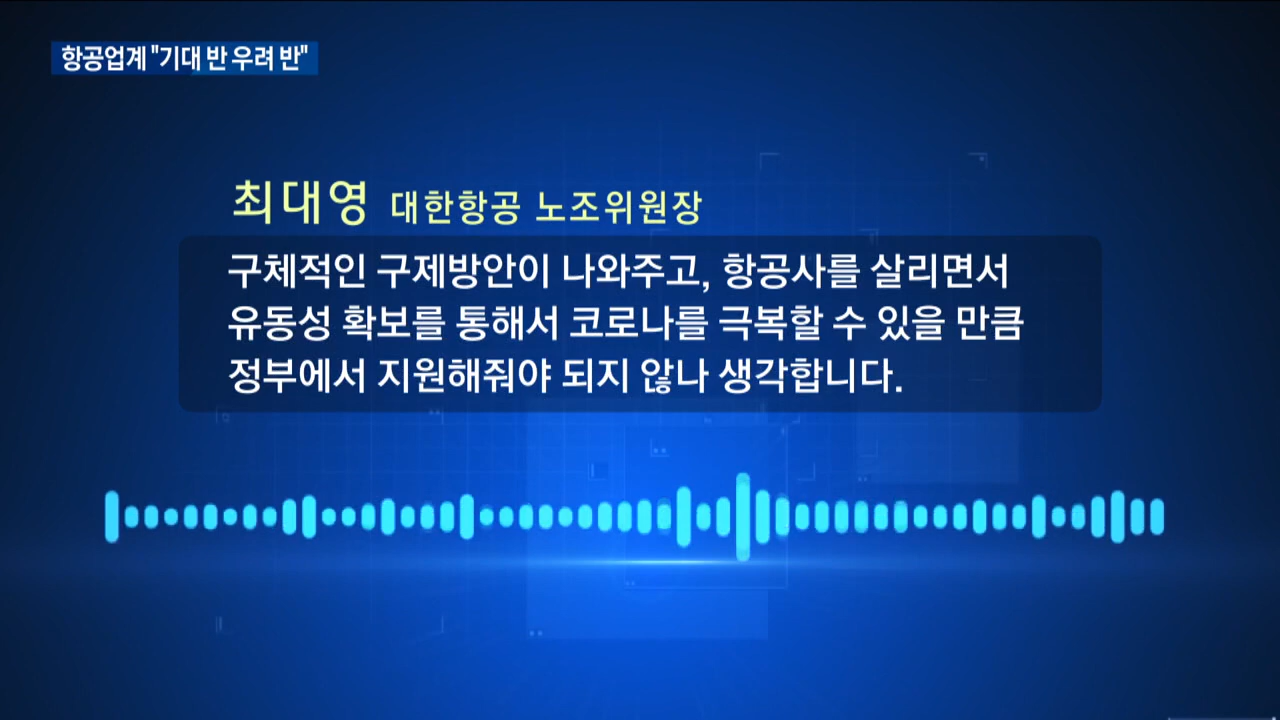 항공업계 "기대 반 우려 반"
최대영 대한항공 노조위원장
구체적인 구제방안이 나와주고, 항공사를 살리면서
유동성 확보를 통해서 코로나를 극복할 수 있을 만큼
정부에서 지원해줘야 되지 않나 생각합니다.